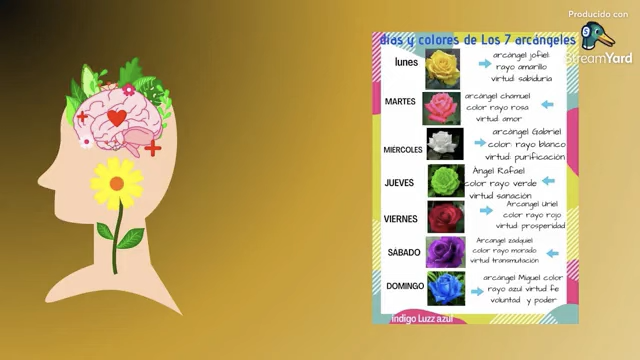 Producido con
StreamYard
días y colores de Los 7 arcángeles
lunes
arcángel jofiel:
rayo amarillo
virtud: sabiduría
MARTES
arcángel chamuel
color rayo rosa
virtud: amor
MIERCOLES
arcángel Gabriel
color: rayo blanco
virtud: purificación
JUEVES
Angel Rafael
color rayo verde
virtud sanación
VIERNES
Arcángel Uriel
color rayo rojo
virtud: prosperidad
SÁBADO
Arcangel zadquiel
color rayo morado
virtud transmutación
DOMINGO
arcángel Miguel color
rayo azul virtud fe
voluntad y poder
indigo Luzz azul